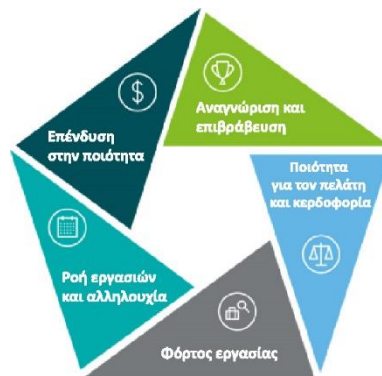 Επένδυση
στην ποιότητα
Αναγνώριση και
επιβράβευση
Ποιότητα
για τον πελάτη
και κερδοφορία
Φόρτος εργασίας
Ροή εργασιών
και αλληλουχία